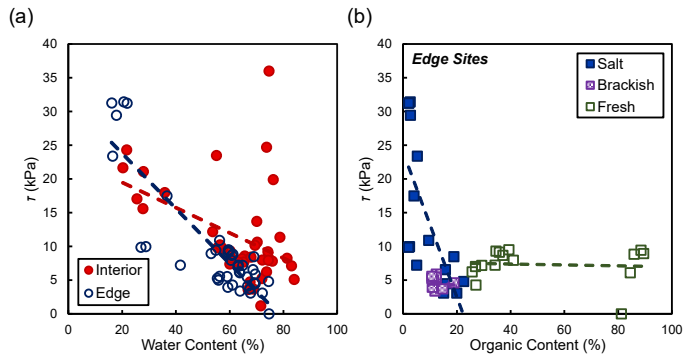 (a)
40
35
30
25
20
15
10
5
0
τ (kPa)
Interior
Edge
0 20 40 60 80 100
Water Content (%)
(b)
40
35
30
25
20
15
10
5
0
τ (kPa)
Edge Sites
Salt
Brackish
Fresh
0 20 40 60 80 100
Organic Content (%)